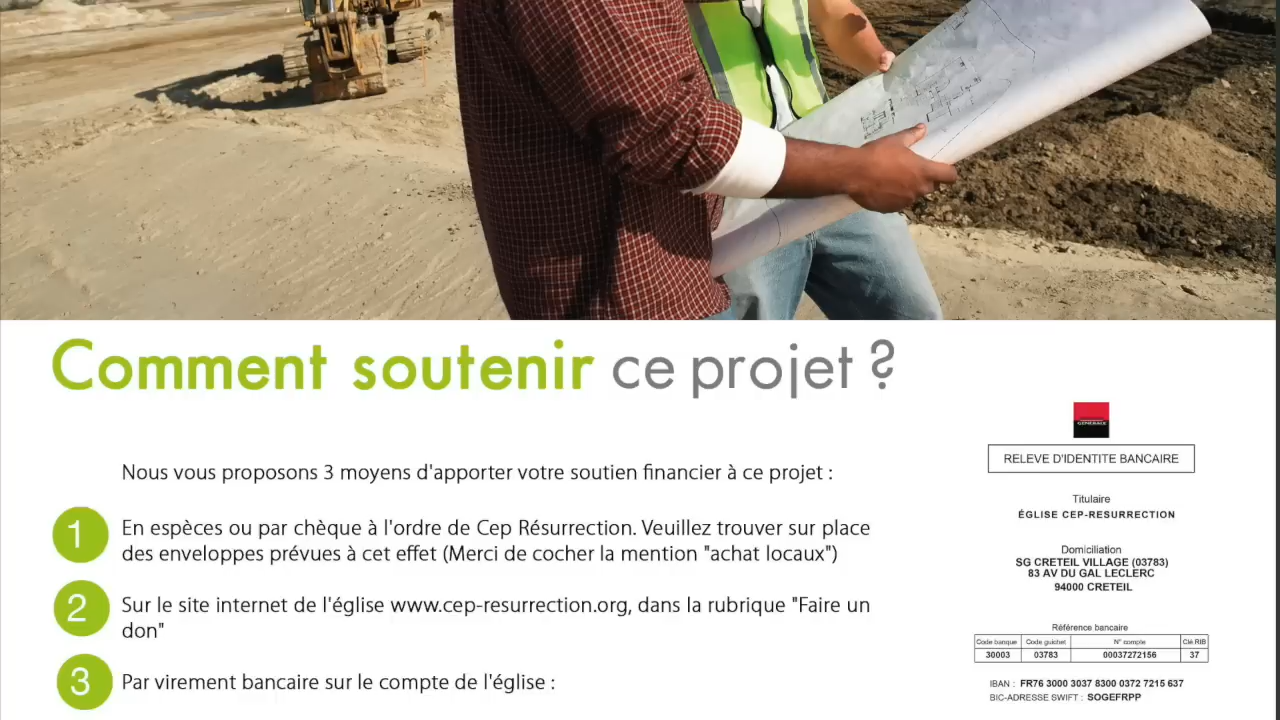 Comment soutenir ce projet ?
Nous vous proposons 3 moyens d'apporter votre soutien financier à ce projet :
1 En espèces ou par chèque à l'ordre de Cep Résurrection. Veuillez trouver sur place
des enveloppes prévues à cet effet (Merci de cocher la mention "achat locaux")
2 Sur le site internet de l'église www.cep-resurrection.org, dans la rubrique "Faire un
don"
3 Par virement bancaire sur le compte de l'église :
GENERALE
RELEVE D'IDENTITE BANCAIRE
Titulaire
ÉGLISE CEP-RESURRECTION
Domiciliation
SG CRETEIL VILLAGE (03783)
83 AV DU GAL LECLERC
94000 CRETEIL
Référence bancaire
Code banque Code guichet N° compte Clé RIB
30003 03783 00037272156 37
IBAN : FR76 3000 3037 8300 0372 7215 637
BIC-ADRESSE SWIFT : SOGEFRPP